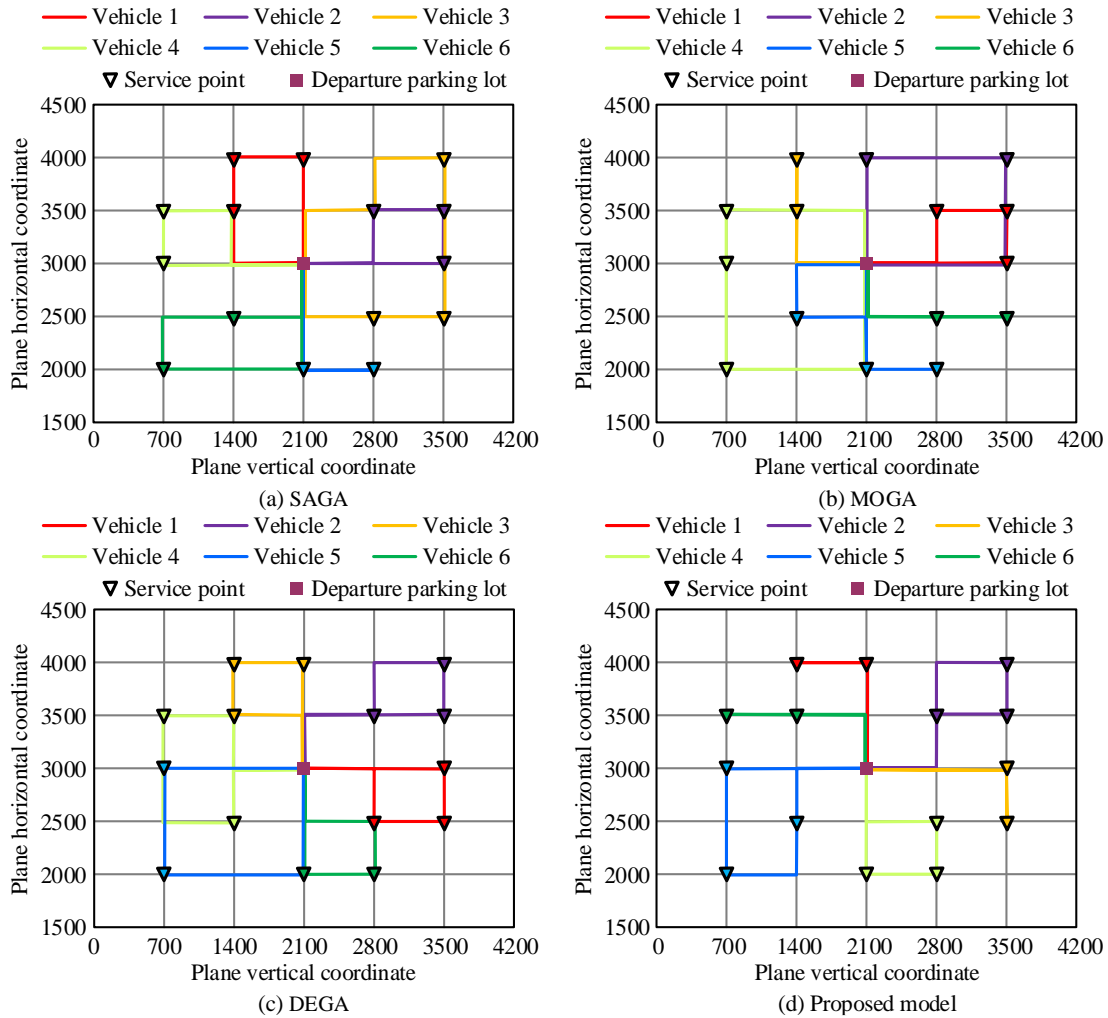 Vehicle 1 Vehicle 2 Vehicle 3 Vehicle 1 Vehicle 2 Vehicle 3
Vehicle 4 Vehicle 5 Vehicle 6 Vehicle 4 Vehicle 5 Vehicle 6
Service point Departure parking lot Service point Departure parking lot
Plane horizontal coordinate
4500
4000
3500
3000
2500
2000
1500
0 700 1400 2100 2800 3500 4200
Plane vertical coordinate
(a) SAGA
Plane horizontal coordinate
4500
4000
3500
3000
2500
2000
1500
0 700 1400 2100 2800 3500 4200
Plane vertical coordinate
(b) MOGA
Vehicle 1 Vehicle 2 Vehicle 3 Vehicle 1 Vehicle 2 Vehicle 3
Vehicle 4 Vehicle 5 Vehicle 6 Vehicle 4 Vehicle 5 Vehicle 6
Service point Departure parking lot Service point Departure parking lot
Plane horizontal coordinate
4500
4000
3500
3000
2500
2000
1500
0 700 1400 2100 2800 3500 4200
Plane vertical coordinate
(c) DEGA
Plane horizontal coordinate
4500
4000
3500
3000
2500
2000
1500
0 700 1400 2100 2800 3500 4200
Plane vertical coordinate
(d) Proposed model